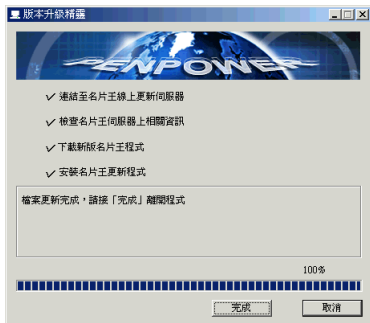 版本升級精靈
PENPOWER
連結至名片王線上更新伺服器
檢查名片王伺服器上相關資訊
下載新版名片王程式
安裝名片王更新程式
檔案更新完成，請按「完成」離開程式
100%
完成
取消